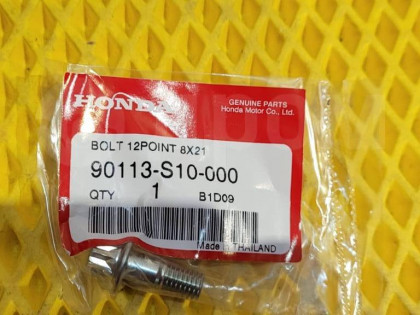 HONDA
GENUINE PARTS
Honda Motor Co., Ltd.
BOLT 12POINT 8X21
90113-S10-000
QTY 1 B1D09
Made in THAILAND